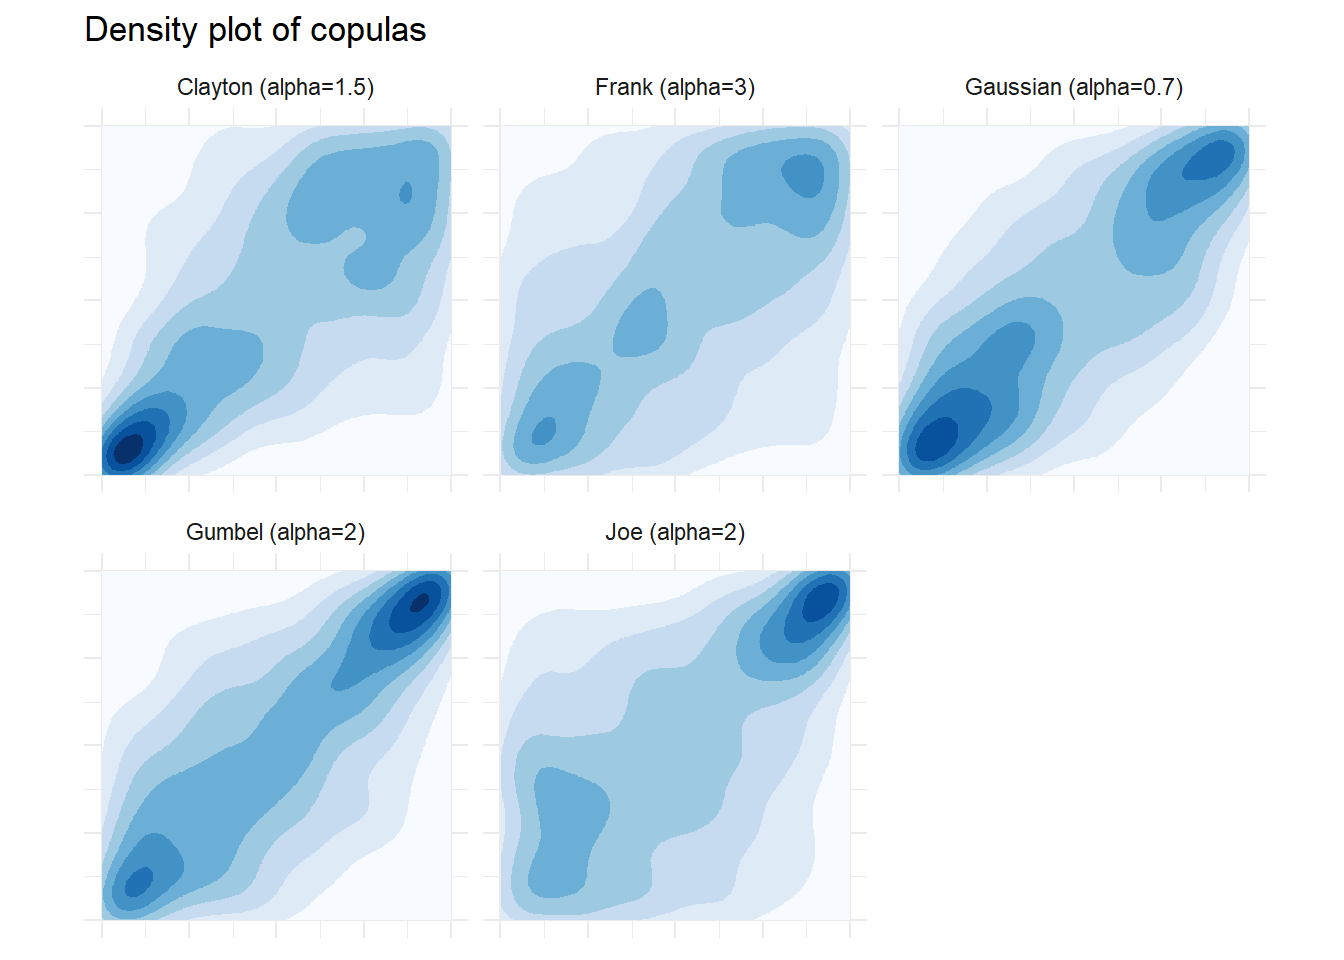 Density plot of copulas
Clayton (alpha=1.5)
Frank (alpha=3)
Gaussian (alpha=0.7)
Gumbel (alpha=2)
Joe (alpha=2)